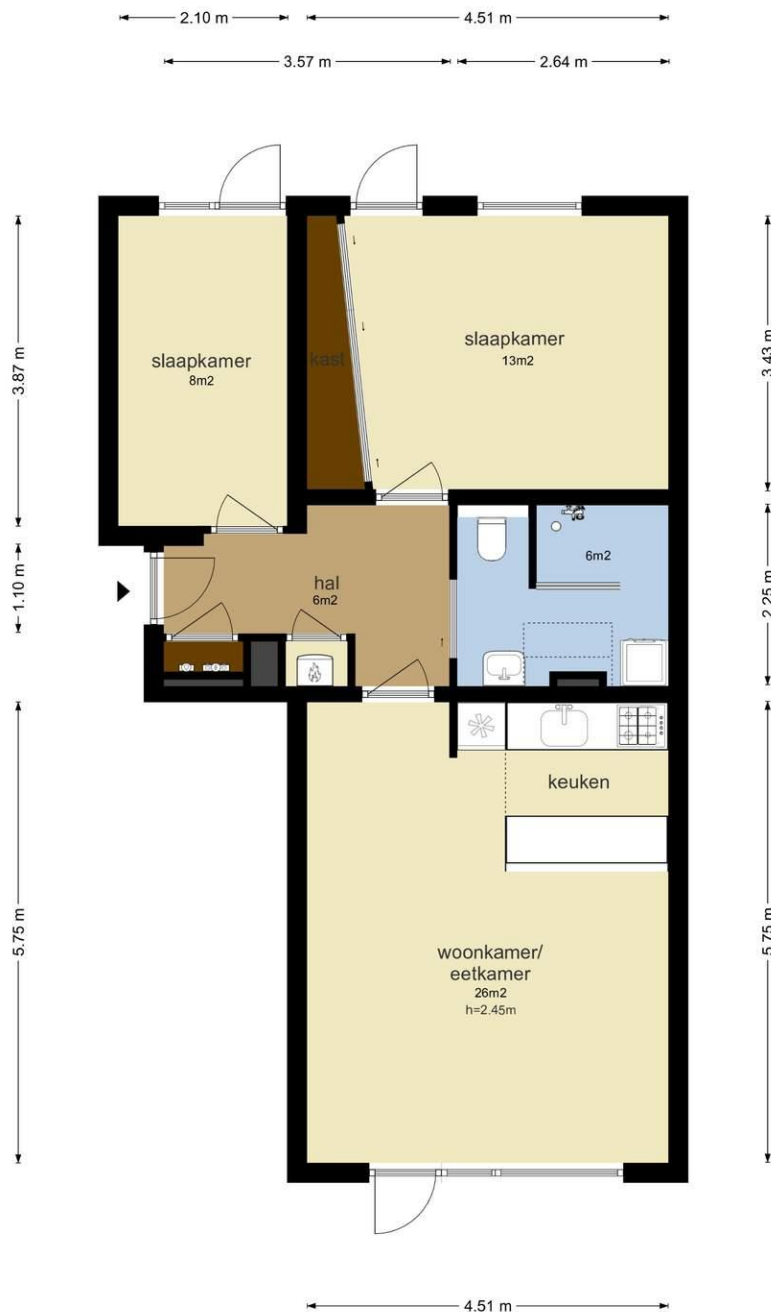 2.10 m
4.51 m
3.57 m
2.64 m
3.87 m
3.43 m
slaapkamer
8m2
kast
slaapkamer
13m2
1.10 m
2.25 m
hal
6m2
6m2
keuken
5.75 m
5.75 m
woonkamer/
eetkamer
26m2
h=2.45m
4.51 m